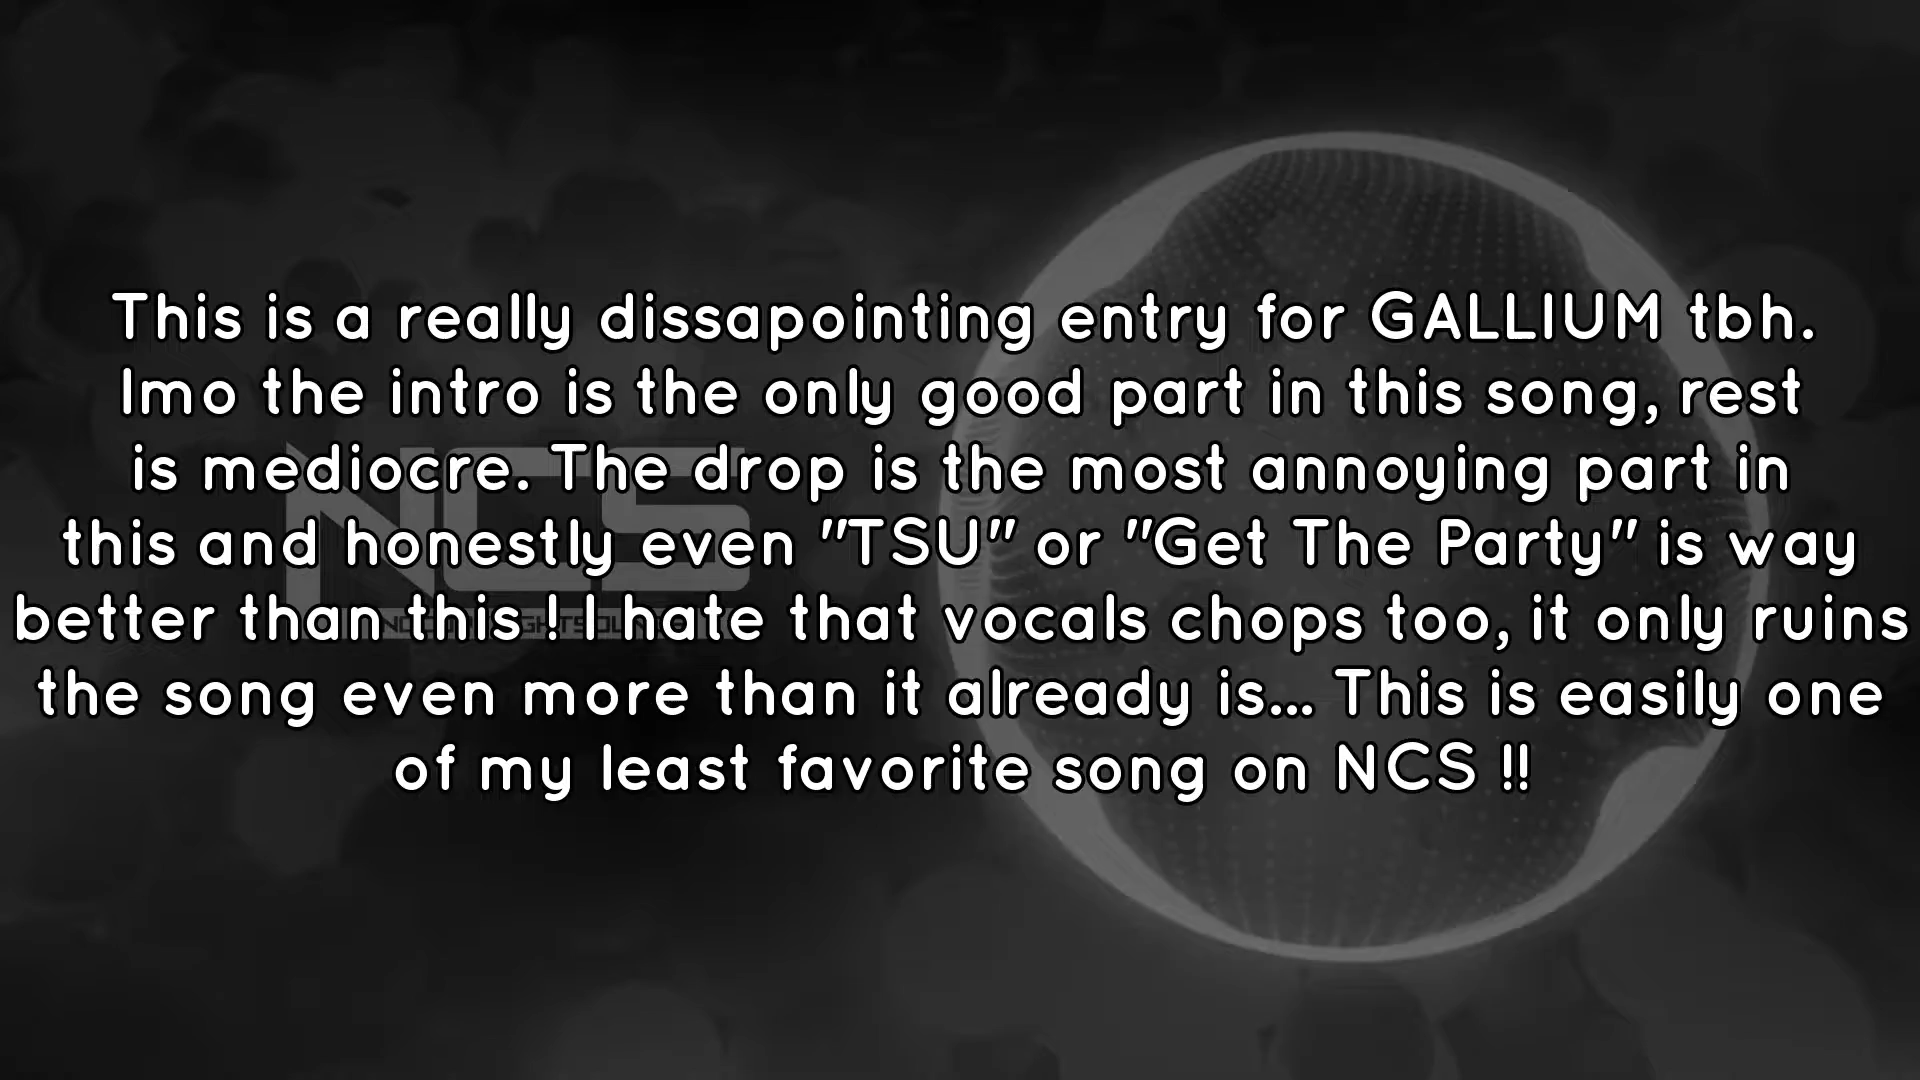 This is a really dissapointing entry for GALLIUM tbh.
Imo the intro is the only good part in this song, rest
is mediocre. The drop is the most annoying part in
this and honestly even "TSU" or "Get The Party" is way
better than this ! I hate that vocals chops too, it only ruins
the song even more than it already is... This is easily one
of my least favorite song on NCS !!
NCS